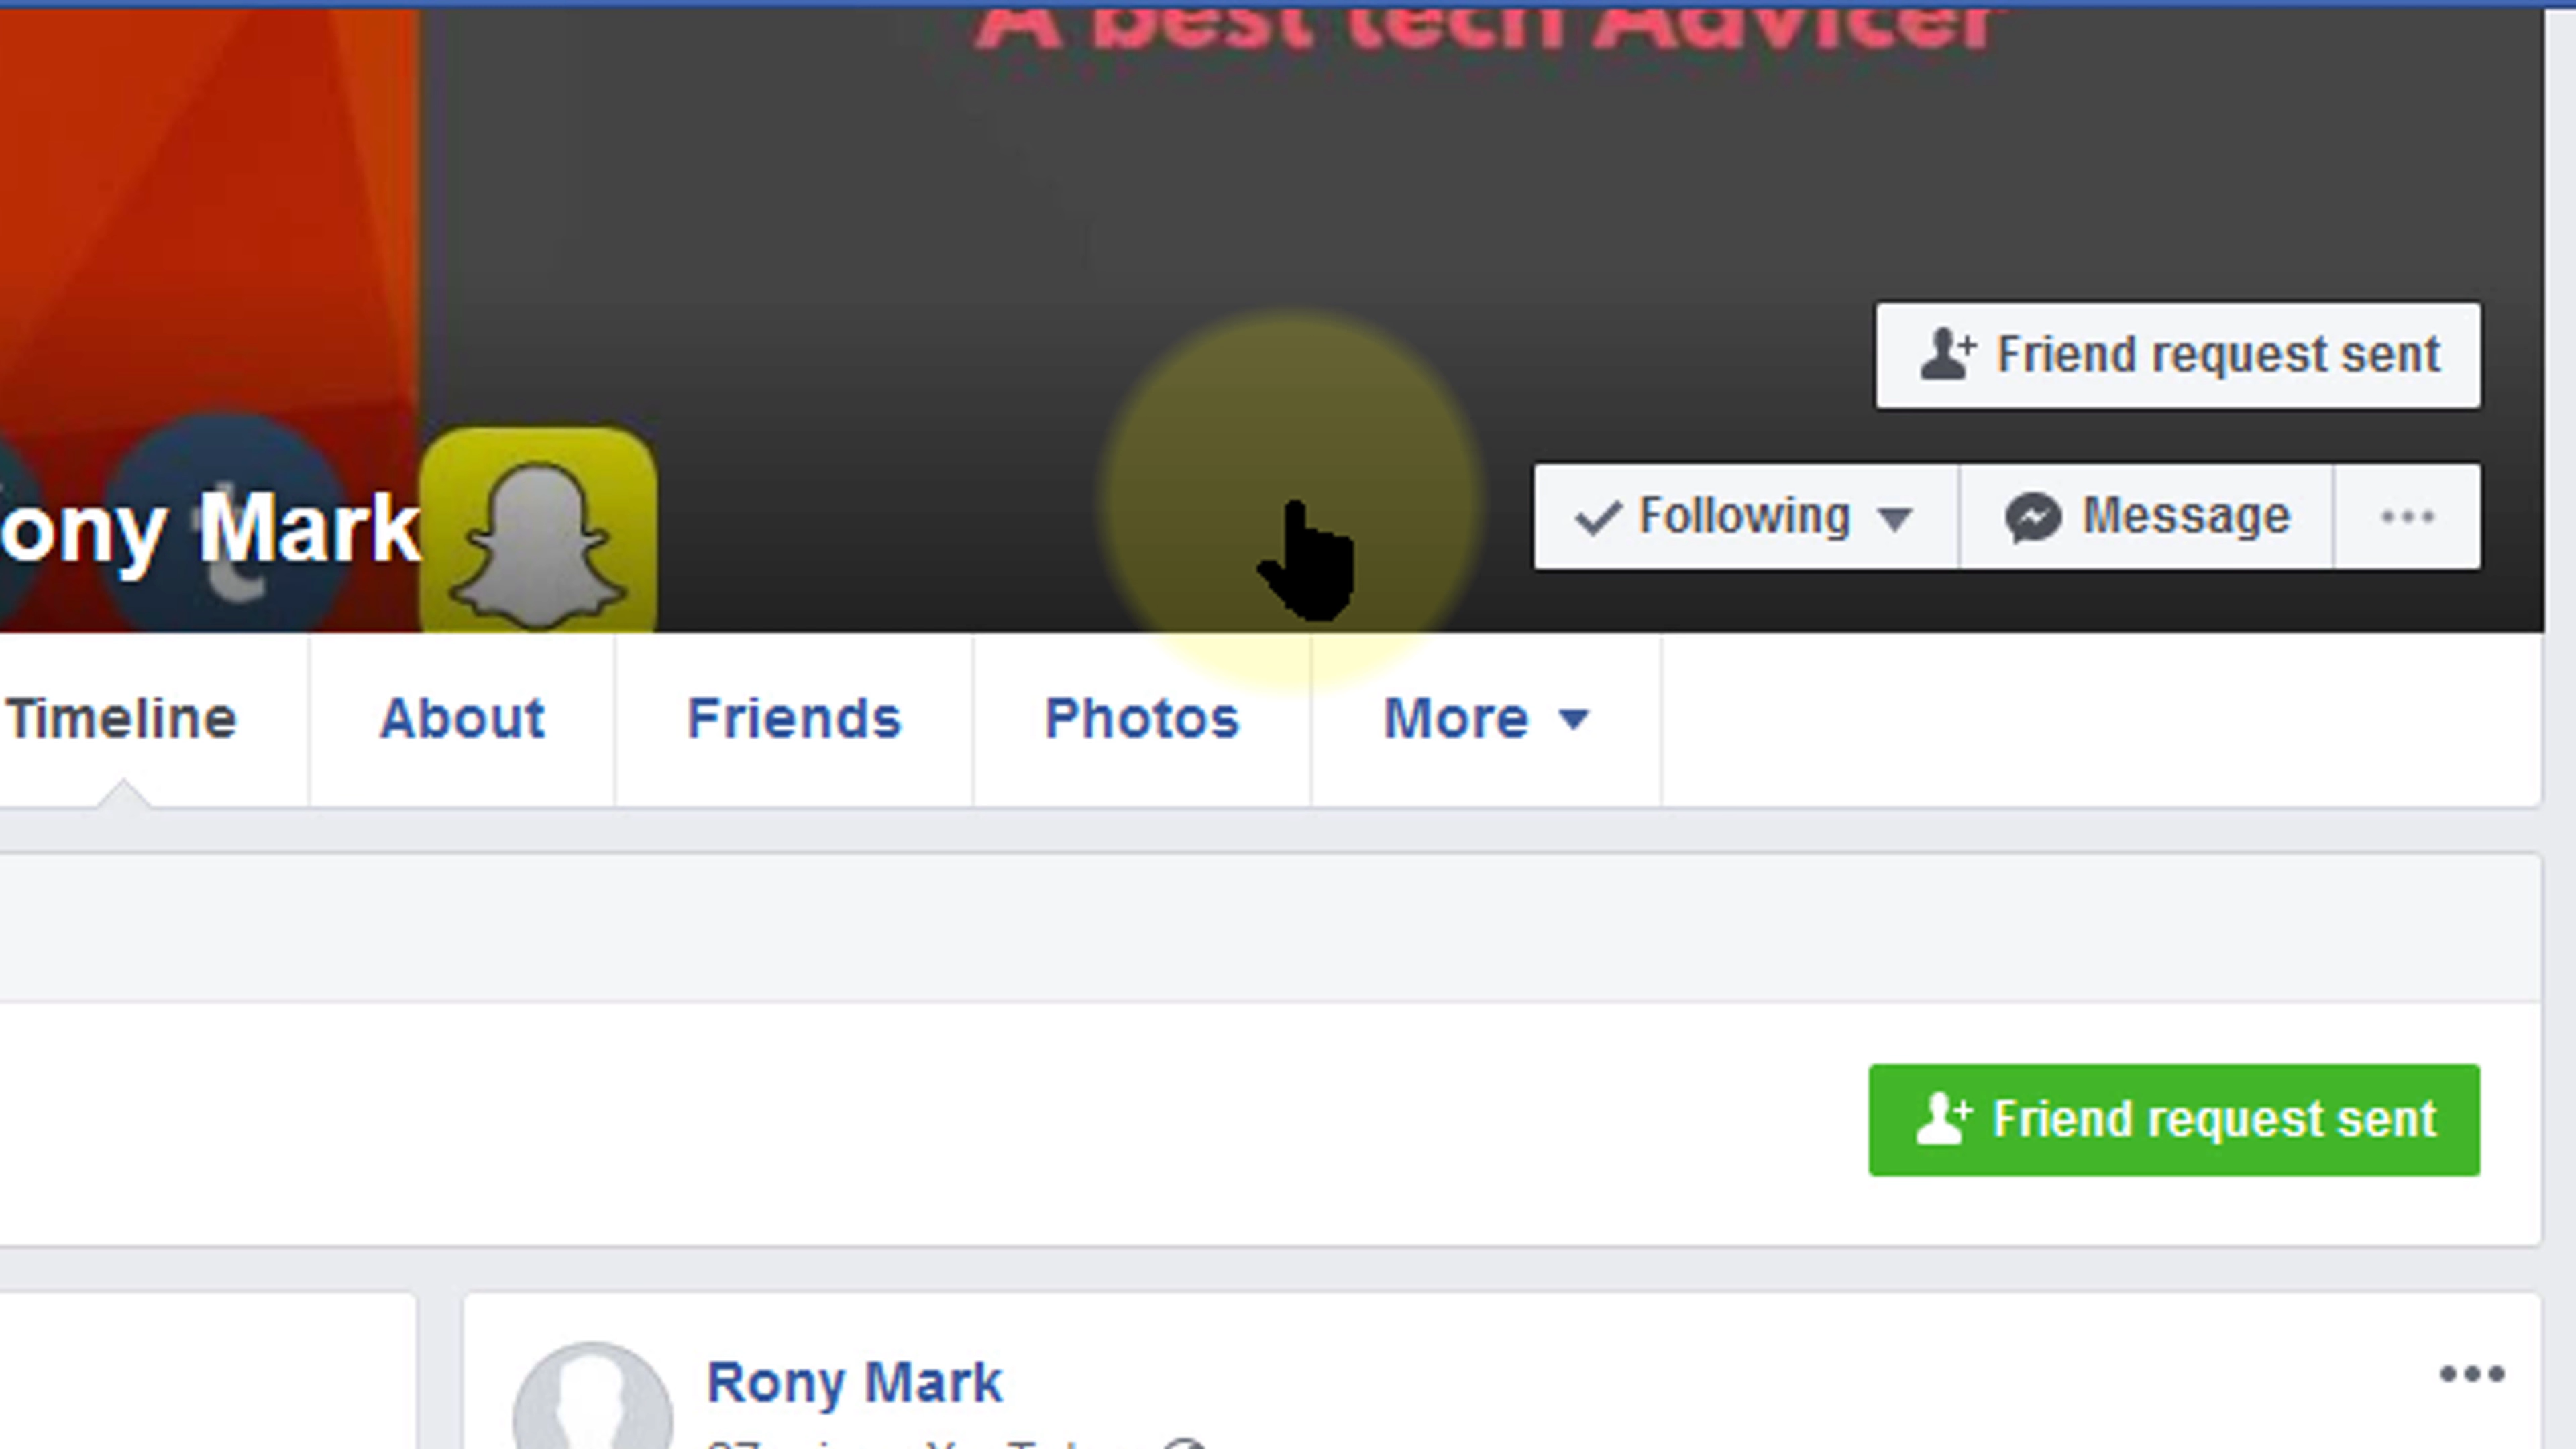 A best tech Advicer
Friend request sent
ony Mark
Following
Message
Timeline
About
Friends
Photos
More
Friend request sent
Rony Mark